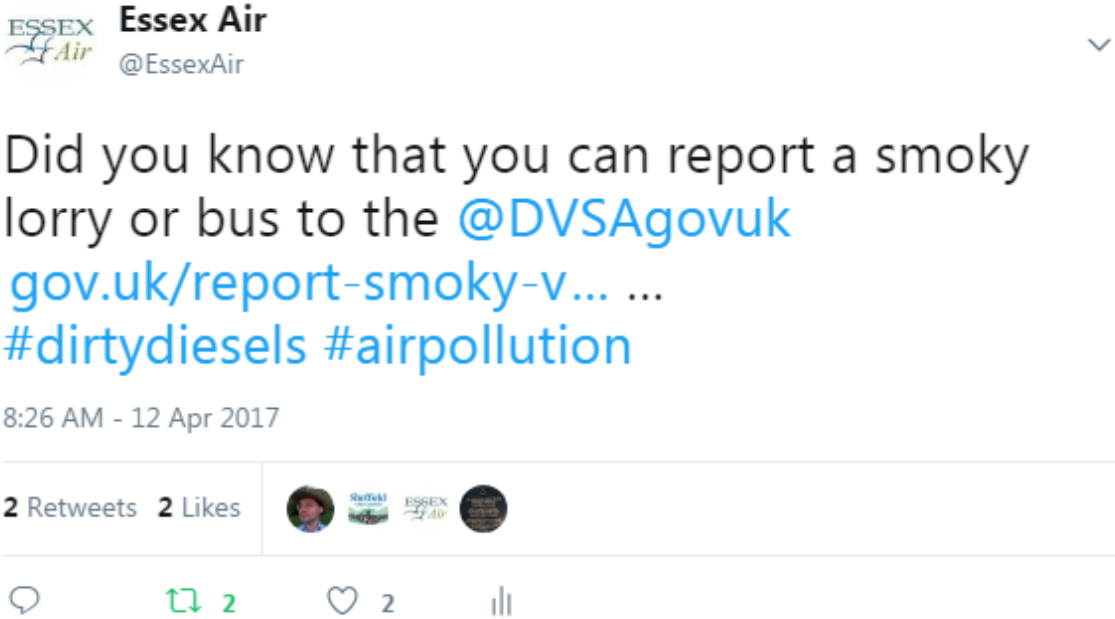 ESSEX
Air
Essex Air
@EssexAir
Did you know that you can report a smoky
lorry or bus to the @DVSAgovuk
gov.uk/report-smoky-v... ...
#dirtydiesels #airpollution
8:26 AM - 12 Apr 2017
2 Retweets 2 Likes
Sheffield
ESSEX
Air
2 2